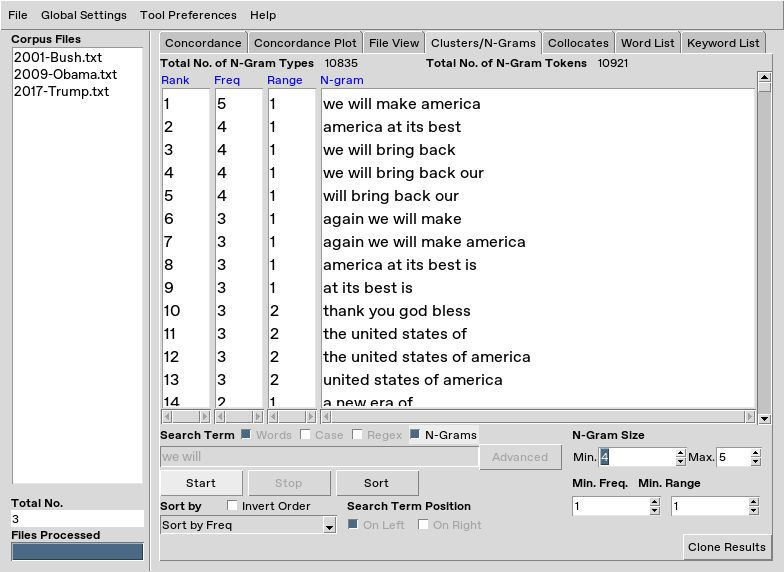 File Global Settings Tool Preferences Help
Corpus Files
2001-Bush.txt
2009-Obama.txt
2017-Trump.txt
Total No.
3
Files Processed
Concordance Concordance Plot File View Clusters/N-Grams Collocates Word List Keyword List
Total No. of N-Gram Types 10835 Total No. of N-Gram Tokens 10921
Rank Freq Range N-gram
1 5 1 we will make america
2 4 1 america at its best
3 4 1 we will bring back
4 4 1 we will bring back our
5 4 1 will bring back our
6 3 1 again we will make
7 3 1 again we will make america
8 3 1 america at its best is
9 3 1 at its best is
10 3 2 thank you god bless
11 3 2 the united states of
12 3 2 the united states of america
13 3 2 united states of america
14 2 1 a new era of
Search Term Words Case Regex N-Grams
we will Advanced
Start Stop Sort
Sort by Invert Order Search Term Position
Sort by Freq On Left On Right
N-Gram Size
Min. 4 Max. 5
Min. Freq. Min. Range
1 1
Clone Results